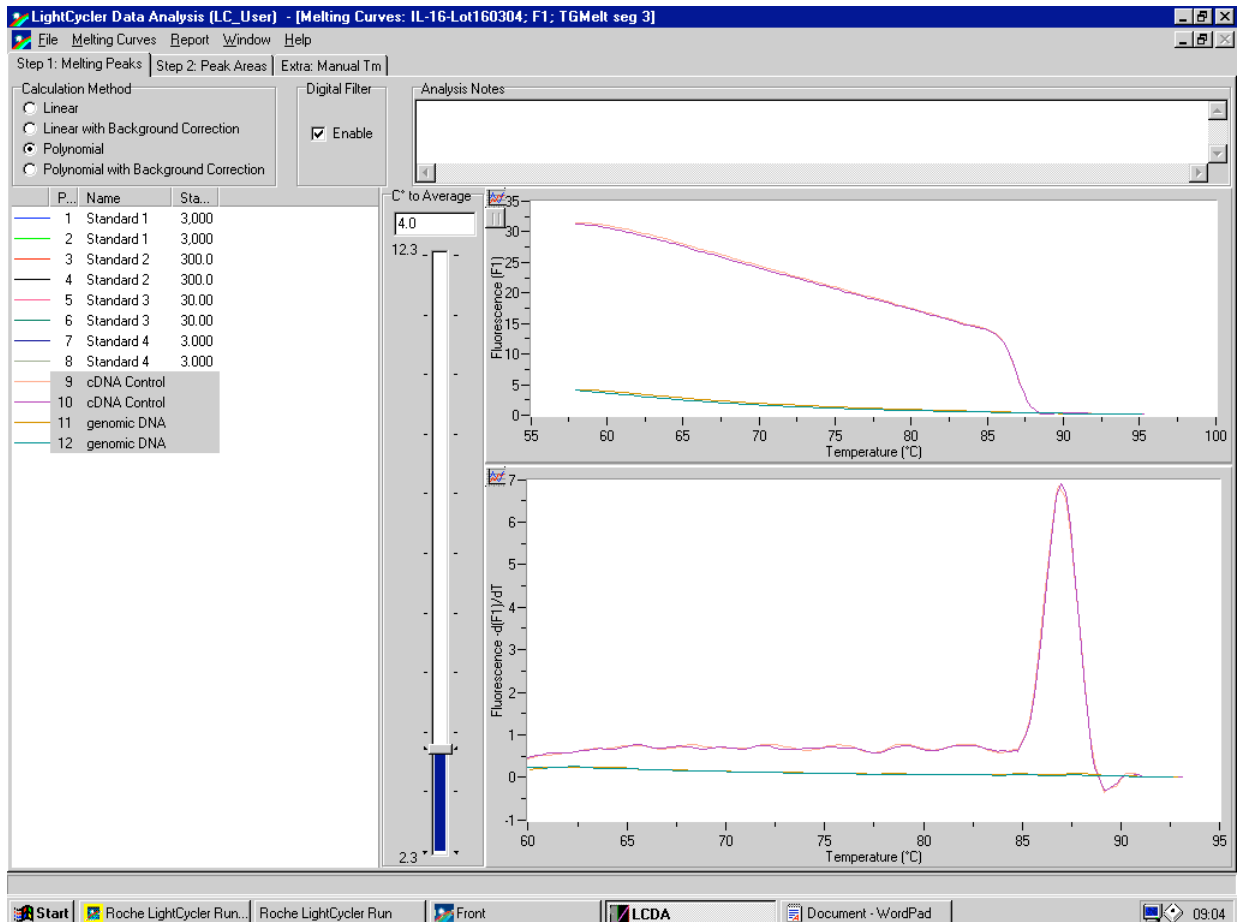 LightCycler Data Analysis (LC_User) - [Melting Curves: IL-16-Lot160304; F1; TGMelt seg 3]
File Melting Curves Report Window Help
Step 1: Melting Peaks Step 2: Peak Areas Extra: Manual Tm
Calculation Method
Linear
Linear with Background Correction
Polynomial
Polynomial with Background Correction
Digital Filter
Enable
Analysis Notes
P... Name Sta...
1 Standard 1 3,000
2 Standard 1 3,000
3 Standard 2 300.0
4 Standard 2 300.0
5 Standard 3 30.00
6 Standard 3 30.00
7 Standard 4 3.000
8 Standard 4 3.000
9 cDNA Control
10 cDNA Control
11 genomic DNA
12 genomic DNA
C° to Average
4.0
12.3
2.3
35
30
25
20
15
10
5
0
Fluorescence (F1)
55 60 65 70 75 80 85 90 95 100
Temperature (°C)
7
6
5
4
3
2
1
0
-1
Fluorescence -d(F1)/dT
60 65 70 75 80 85 90 95
Temperature (°C)
Start Roche LightCycler Run... Roche LightCycler Run Front LCDA Document - WordPad 09:04